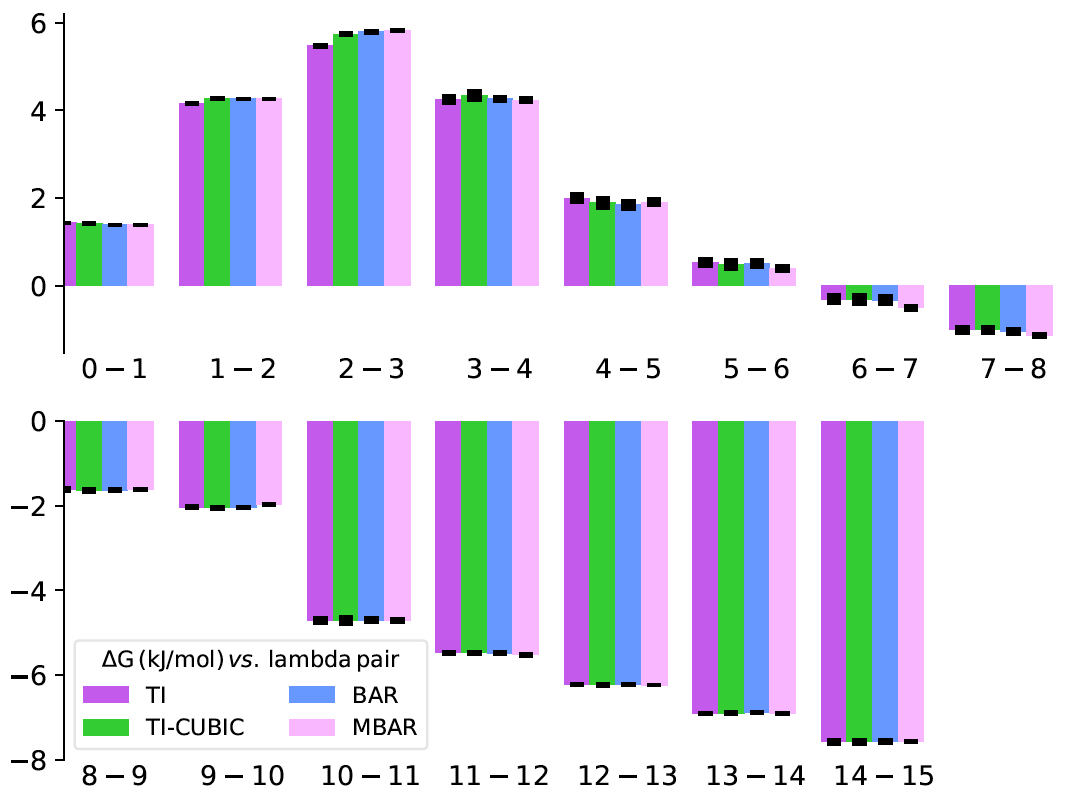 6
4
2
0
0 − 1 1 − 2 2 − 3 3 − 4 4 − 5 5 − 6 6 − 7 7 − 8
0
−2
−4
−6
−8
ΔG (kJ/mol) vs. lambda pair
TI BAR
TI-CUBIC MBAR
8 − 9 9 − 10 10 − 11 11 − 12 12 − 13 13 − 14 14 − 15